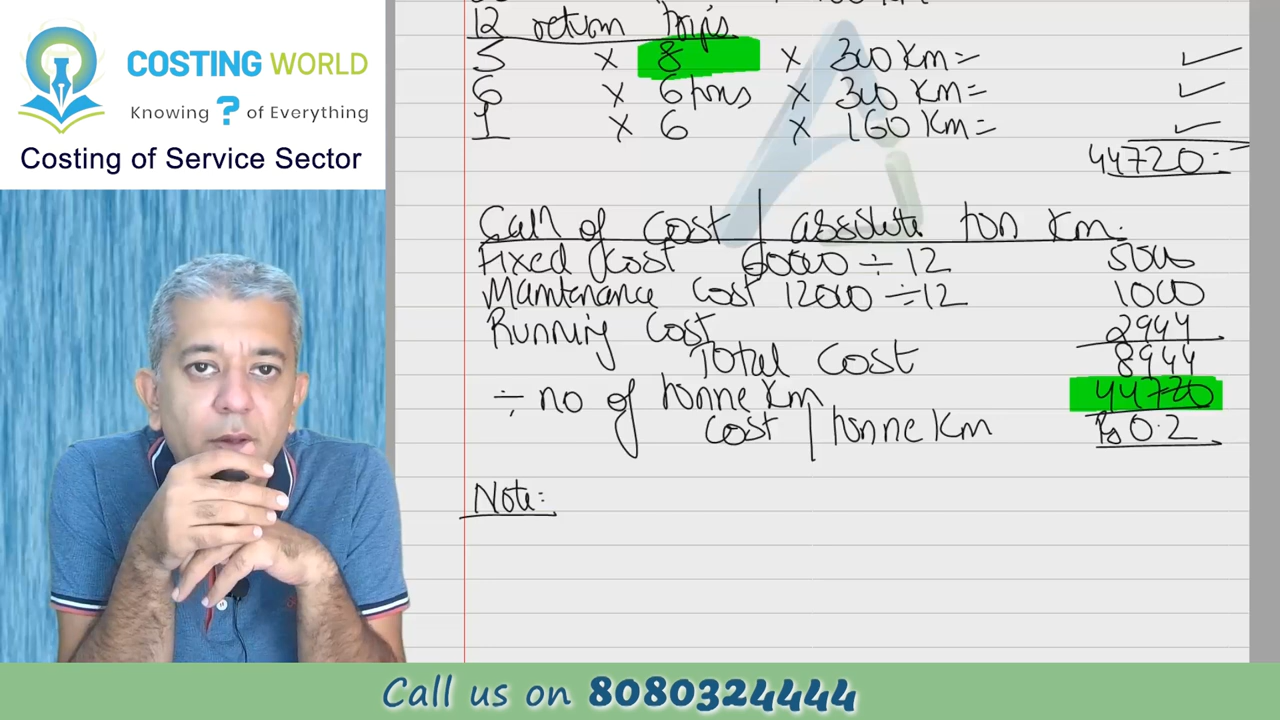 COSTING WORLD
Knowing ? of Everything
Costing of Service Sector
12 return trips
5 × 8 × 300 Km =
6 × 6 tons × 300 Km =
1 × 6 × 160 Km =
44720
Call of cost / absolute ton Km.
Fixed Cost 60000 ÷ 12 5000
Maintenance Cost 12000 ÷ 12 1000
Running Cost 2944
Total Cost 8944
÷ no of tonne Km 44720
cost / tonne Km Rs 0.2
Note:
Call us on 8080324444